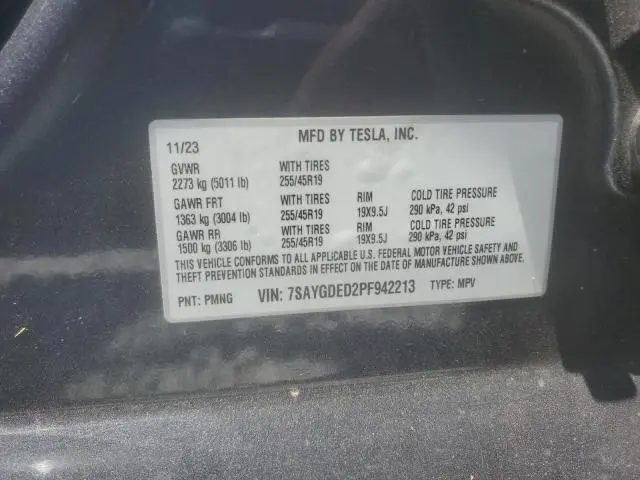 MFD BY TESLA, INC.
11/23
GVWR WITH TIRES
2273 kg (5011 lb) 255/45R19
GAWR FRT WITH TIRES RIM COLD TIRE PRESSURE
1363 kg (3004 lb) 255/45R19 19X9.5J 290 kPa, 42 psi
GAWR RR WITH TIRES RIM COLD TIRE PRESSURE
1500 kg (3306 lb) 255/45R19 19X9.5J 290 kPa, 42 psi
THIS VEHICLE CONFORMS TO ALL APPLICABLE U.S. FEDERAL MOTOR VEHICLE SAFETY AND
THEFT PREVENTION STANDARDS IN EFFECT ON THE DATE OF MANUFACTURE SHOWN ABOVE.
PNT: PMNG VIN: 7SAYGDED2PF942213 TYPE: MPV